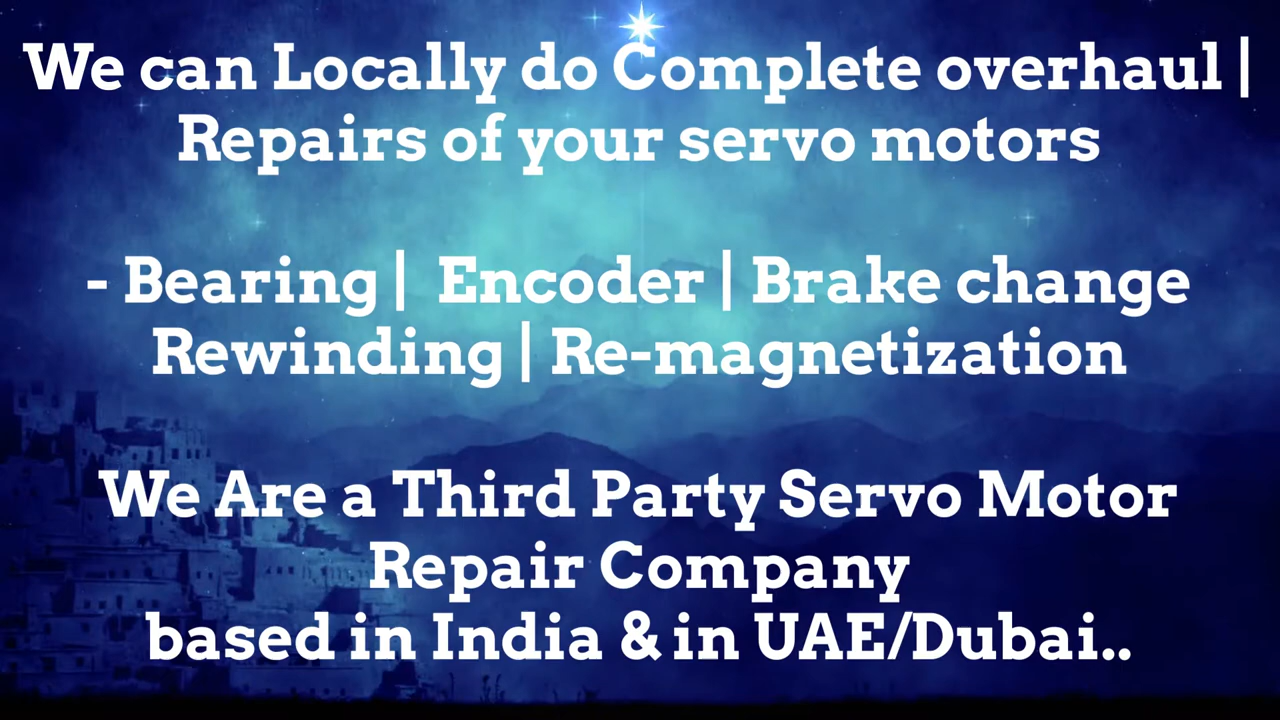 We can Locally do Complete overhaul |
Repairs of your servo motors
- Bearing | Encoder | Brake change
Rewinding | Re-magnetization
We Are a Third Party Servo Motor
Repair Company
based in India & in UAE/Dubai..